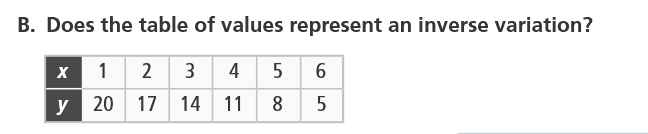 B. Does the table of values represent an inverse variation?
x 1 2 3 4 5 6
y 20 17 14 11 8 5